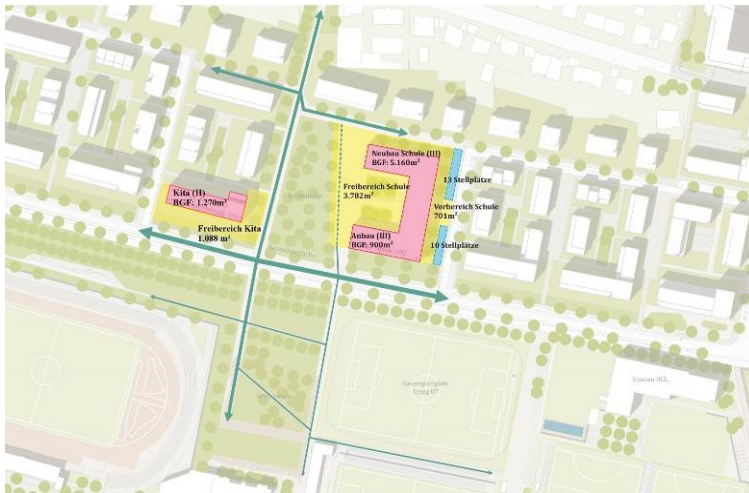 Neubau Schule (III)
BGF: 5.160m²
13 Stellplätze
Freibereich Schule
3.702m²
Kita (II)
BGF: 1.270m²
Vorbereich Schule
701m²
Freibereich Kita
1.088 m²
Anbau (III)
BGF: 900m²
10 Stellplätze